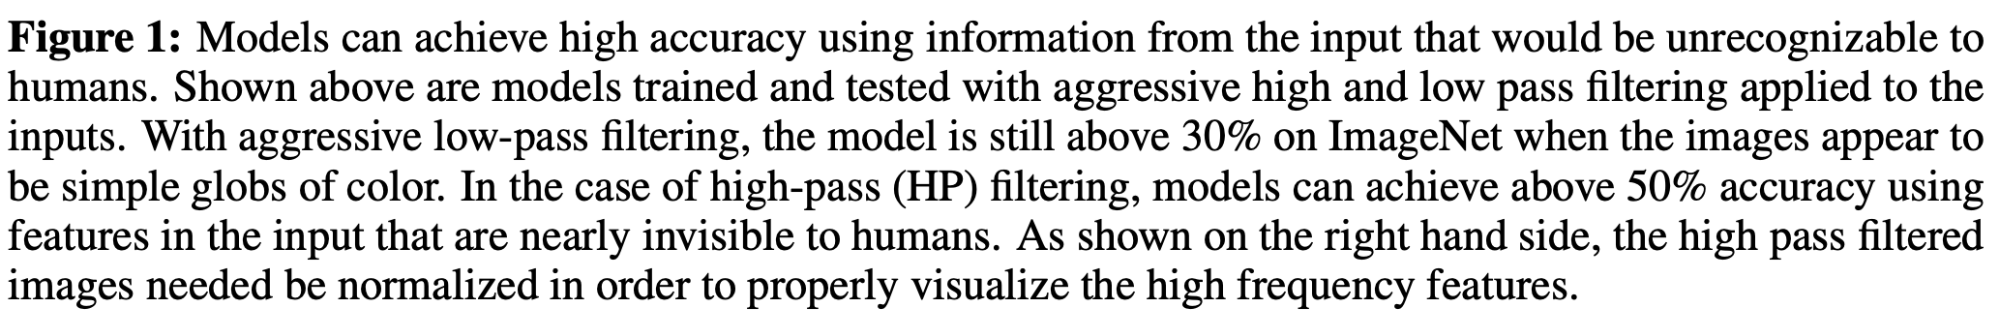 Figure 1: Models can achieve high accuracy using information from the input that would be unrecognizable to
humans. Shown above are models trained and tested with aggressive high and low pass filtering applied to the
inputs. With aggressive low-pass filtering, the model is still above 30% on ImageNet when the images appear to
be simple globs of color. In the case of high-pass (HP) filtering, models can achieve above 50% accuracy using
features in the input that are nearly invisible to humans. As shown on the right hand side, the high pass filtered
images needed be normalized in order to properly visualize the high frequency features.